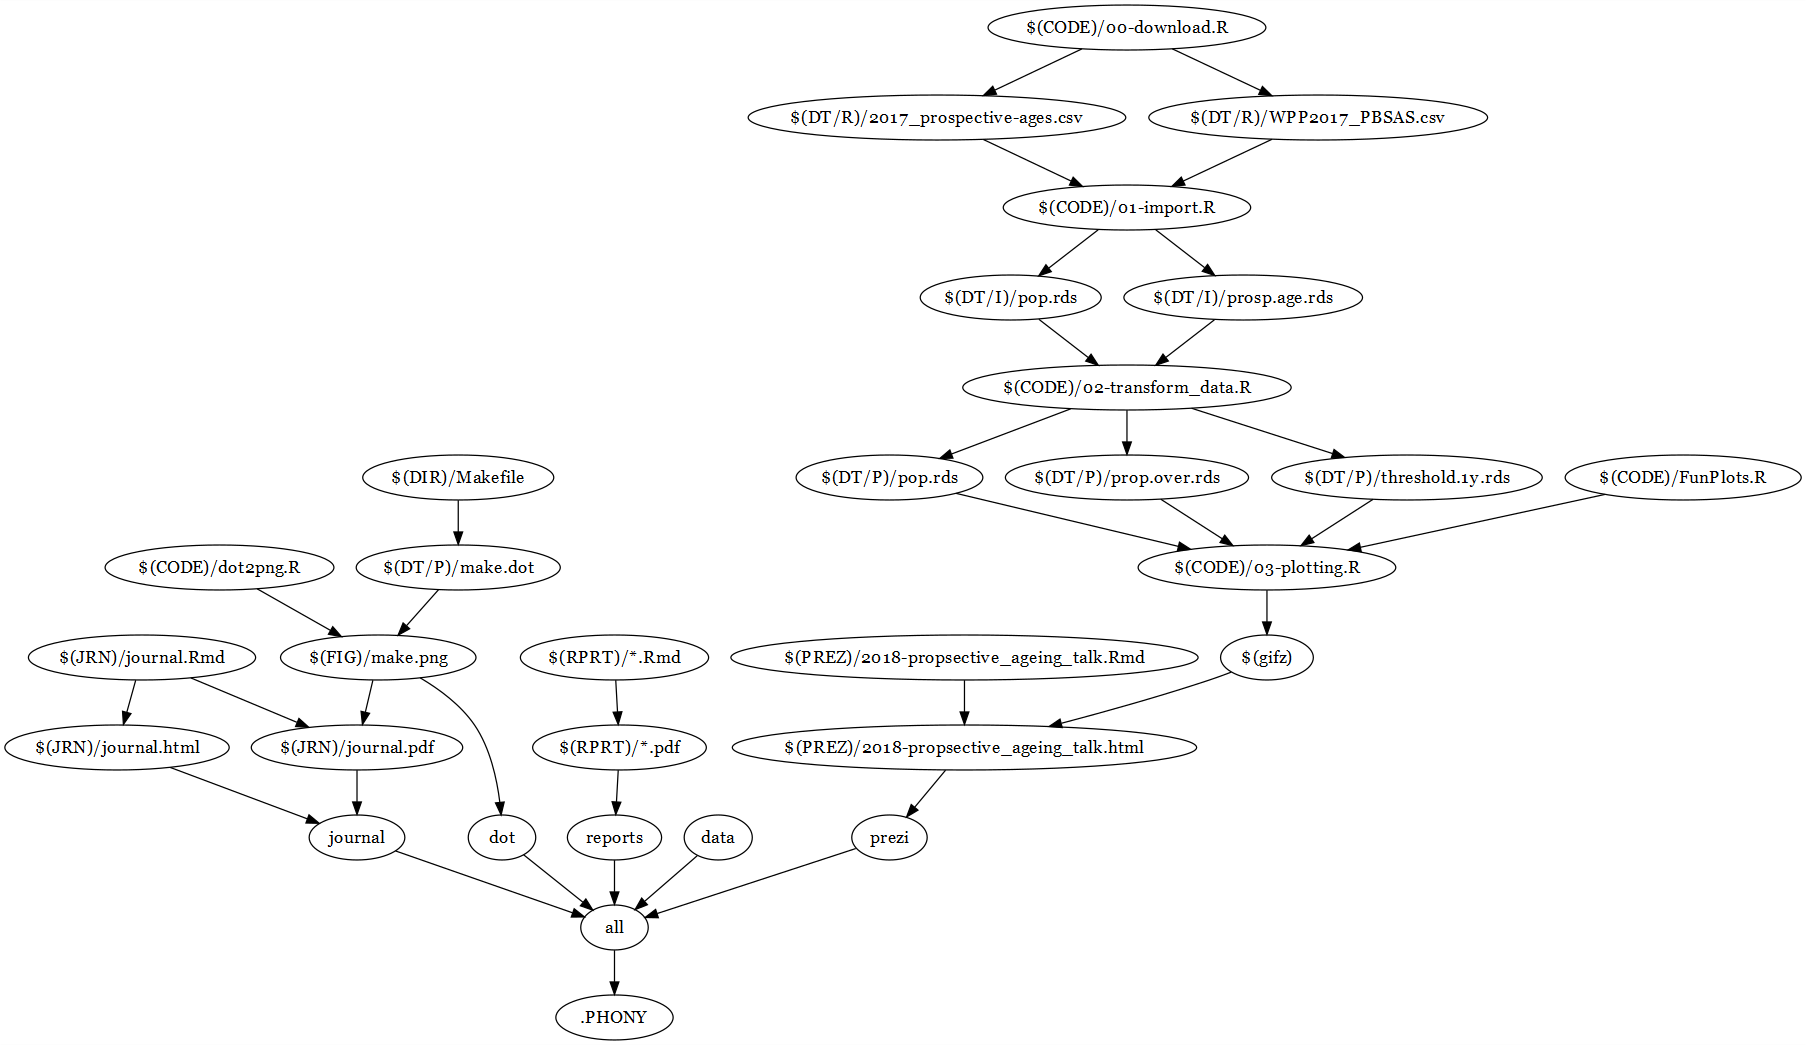 $(CODE)/00-download.R
$(DT/R)/2017_prospective-ages.csv
$(DT/R)/WPP2017_PBSAS.csv
$(CODE)/01-import.R
$(DT/I)/pop.rds
$(DT/I)/prosp.age.rds
$(CODE)/02-transform_data.R
$(DIR)/Makefile
$(DT/P)/pop.rds
$(DT/P)/prop.over.rds
$(DT/P)/threshold.1y.rds
$(CODE)/FunPlots.R
$(CODE)/dot2png.R
$(DT/P)/make.dot
$(CODE)/03-plotting.R
$(JRN)/journal.Rmd
$(FIG)/make.png
$(RPRT)/*.Rmd
$(PREZ)/2018-propsective_ageing_talk.Rmd
$(gifz)
$(JRN)/journal.html
$(JRN)/journal.pdf
$(RPRT)/*.pdf
$(PREZ)/2018-propsective_ageing_talk.html
journal
dot
reports
data
prezi
all
.PHONY